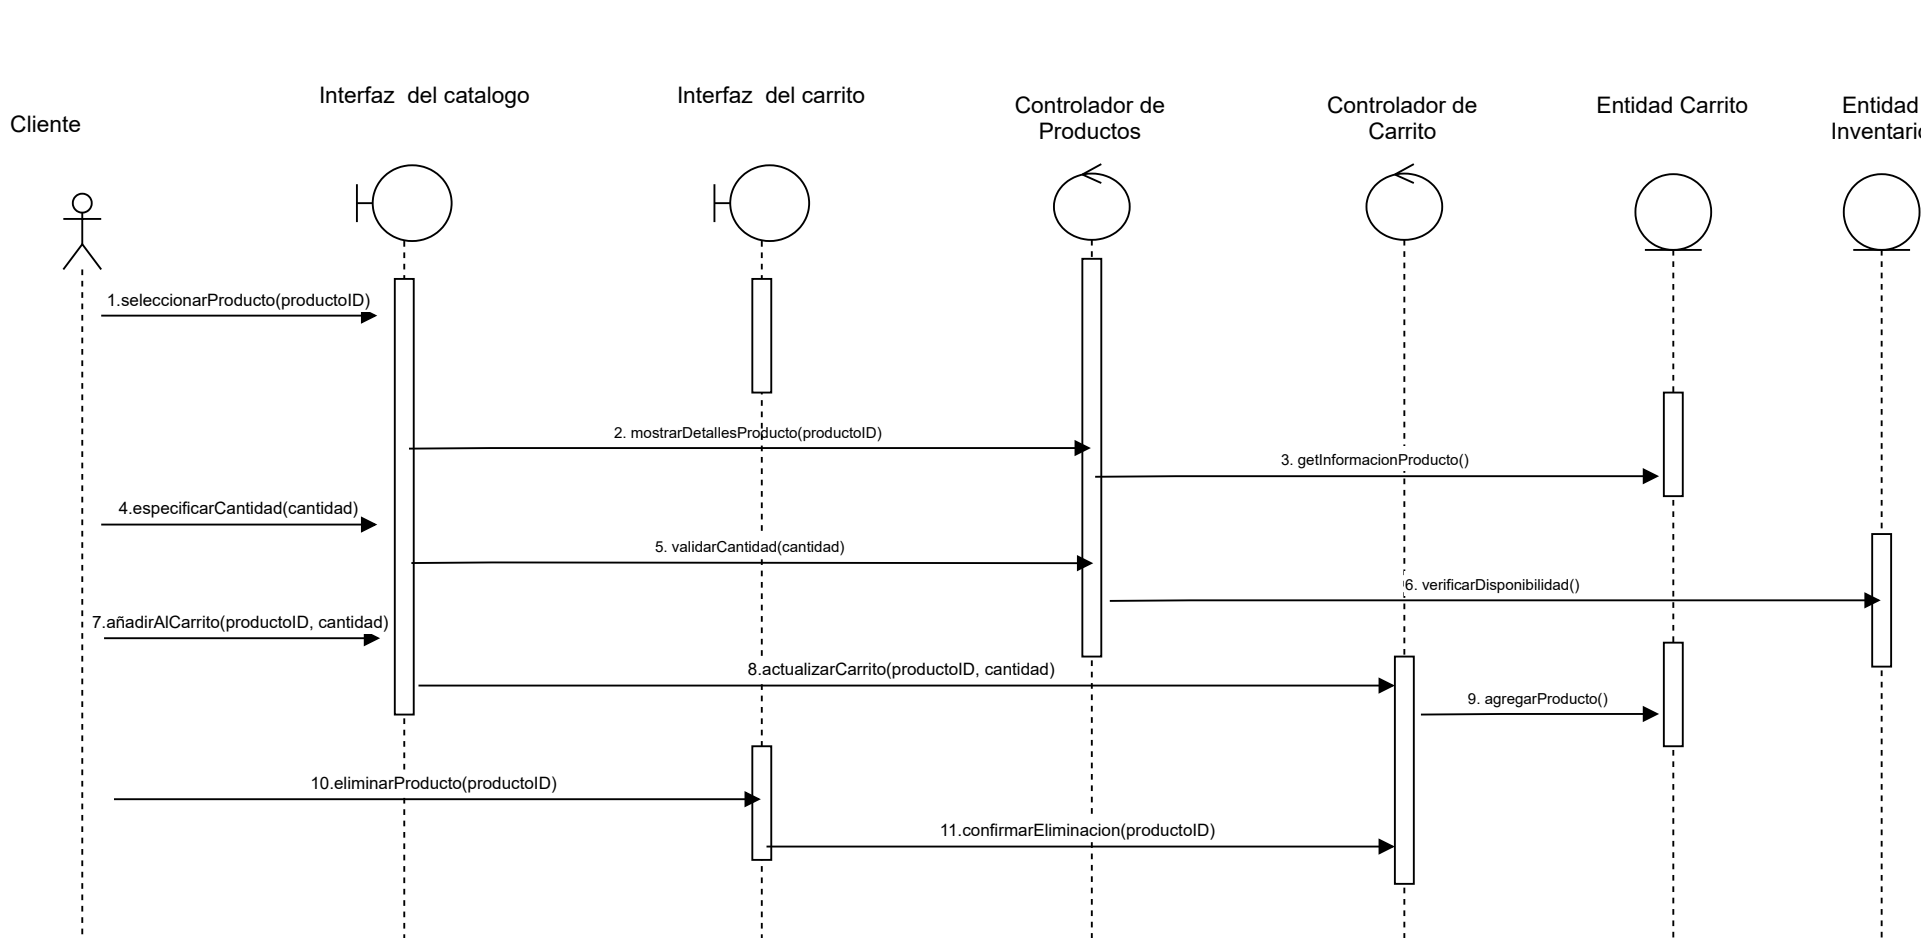 Cliente
Interfaz  del catalogo
Interfaz  del carrito
Controlador de
Productos
Controlador de
Carrito
Entidad Carrito
Entidad
Inventario
1.seleccionarProducto(productoID)
2. mostrarDetallesProducto(productoID)
3. getInformacionProducto()
4.especificarCantidad(cantidad)
5. validarCantidad(cantidad)
6. verificarDisponibilidad()
7.añadirAlCarrito(productoID, cantidad)
8.actualizarCarrito(productoID, cantidad)
9. agregarProducto()
10.eliminarProducto(productoID)
11.confirmarEliminacion(productoID)